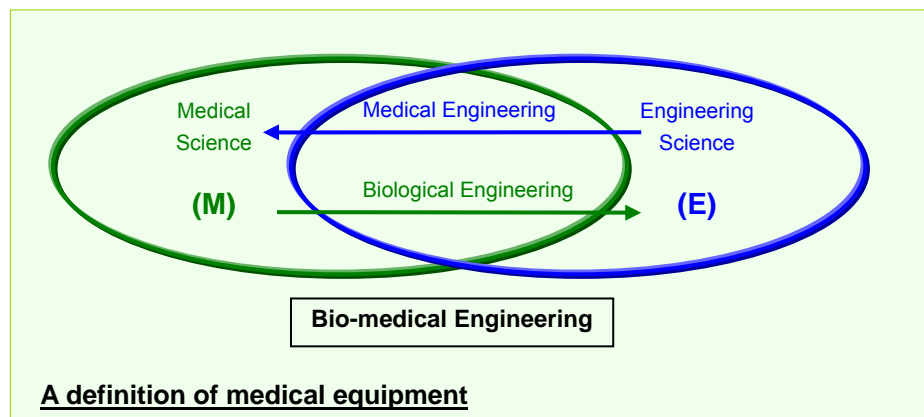 Medical
Science
Medical Engineering
Engineering
Science
(M)
Biological Engineering
(E)
Bio-medical Engineering
A definition of medical equipment